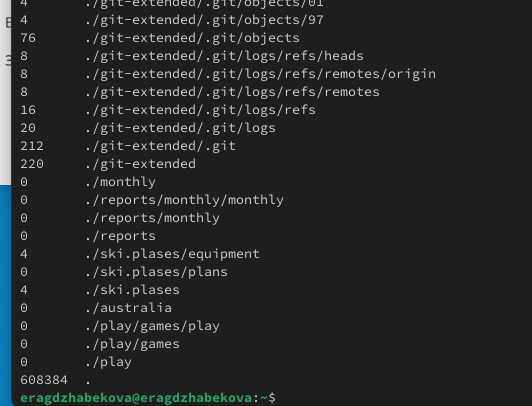 4 ./git-extended/.git/objects/01
4 ./git-extended/.git/objects/97
76 ./git-extended/.git/objects
8 ./git-extended/.git/logs/refs/heads
8 ./git-extended/.git/logs/refs/remotes/origin
8 ./git-extended/.git/logs/refs/remotes
16 ./git-extended/.git/logs/refs
20 ./git-extended/.git/logs
212 ./git-extended/.git
220 ./git-extended
0 ./monthly
0 ./reports/monthly/monthly
0 ./reports/monthly
0 ./reports
4 ./ski.plases/equipment
0 ./ski.plases/plans
4 ./ski.plases
0 ./australia
0 ./play/games/play
0 ./play/games
0 ./play
608384 .
eragdzhabekova@eragdzhabekova:~$